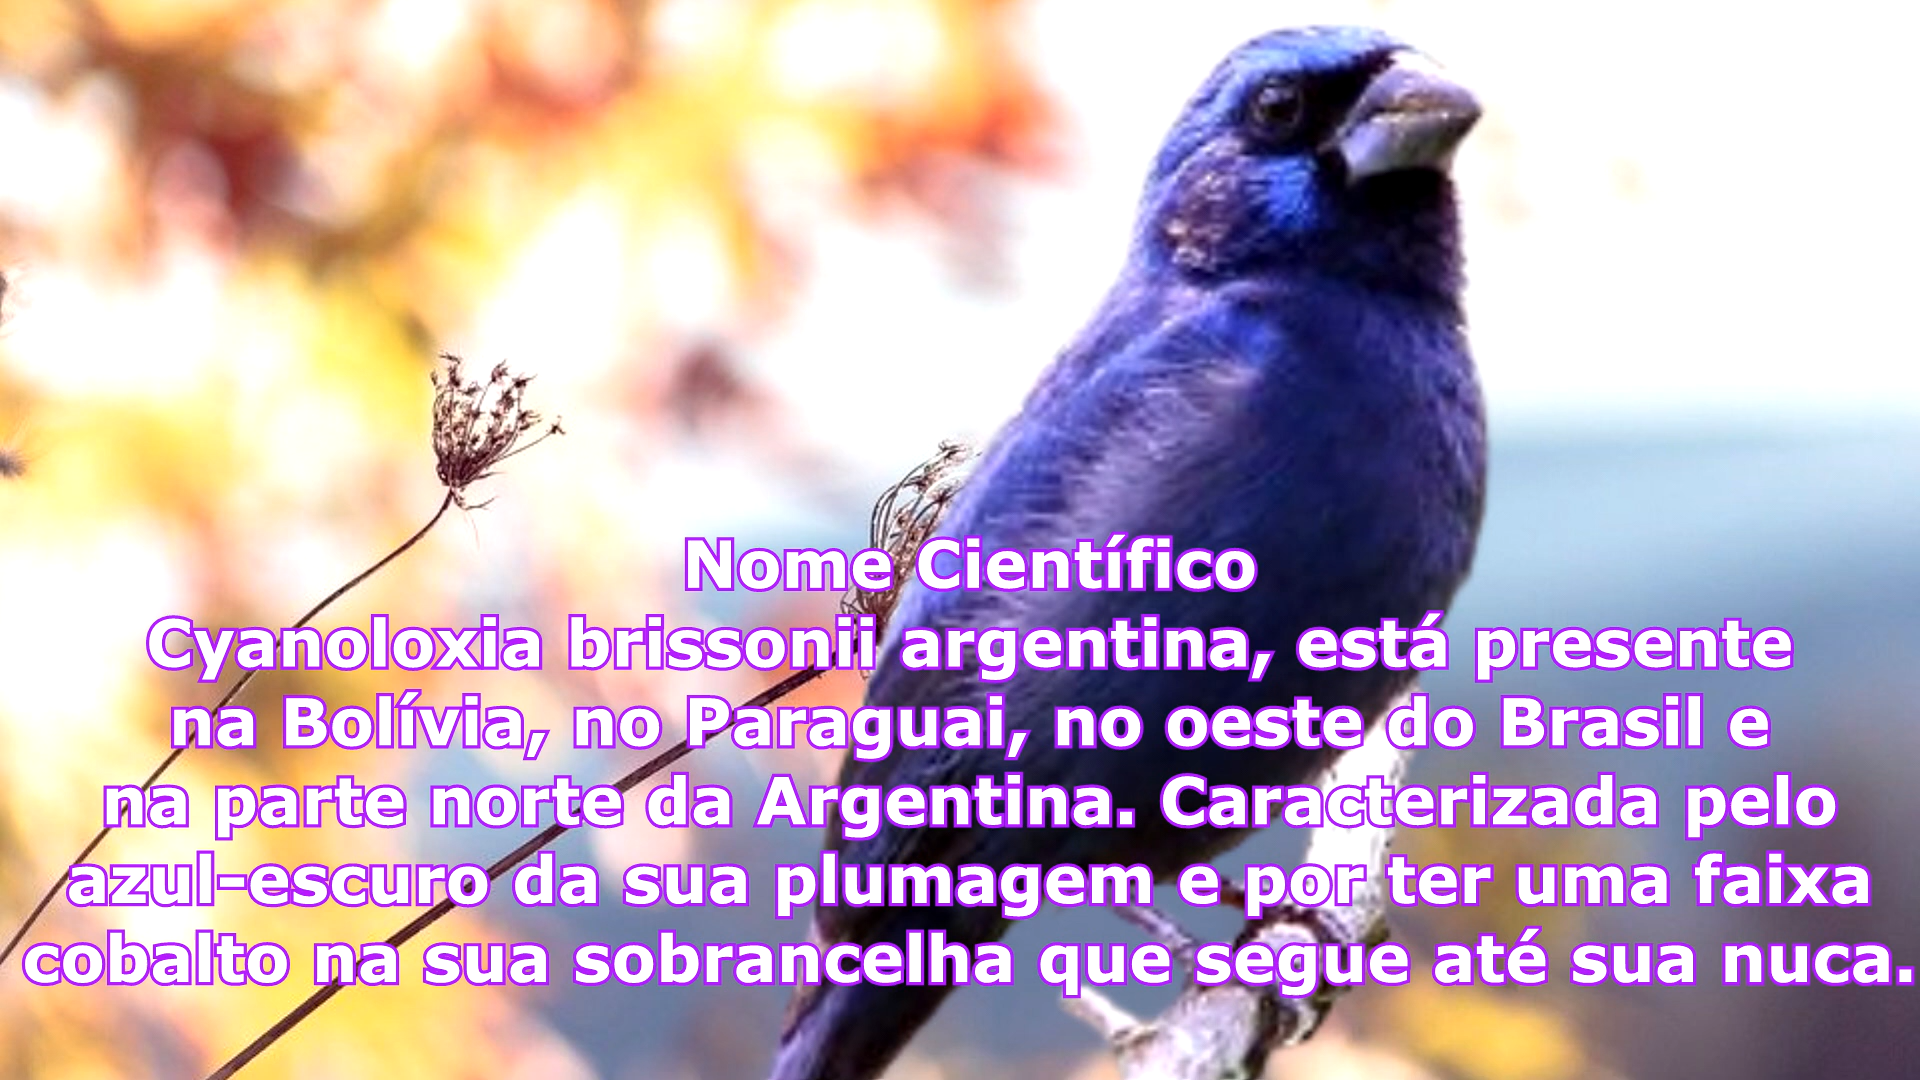 Nome Científico
Cyanoloxia brissonii argentina, está presente
na Bolívia, no Paraguai, no oeste do Brasil e
na parte norte da Argentina. Caracterizada pelo
azul-escuro da sua plumagem e por ter uma faixa
cobalto na sua sobrancelha que segue até sua nuca.